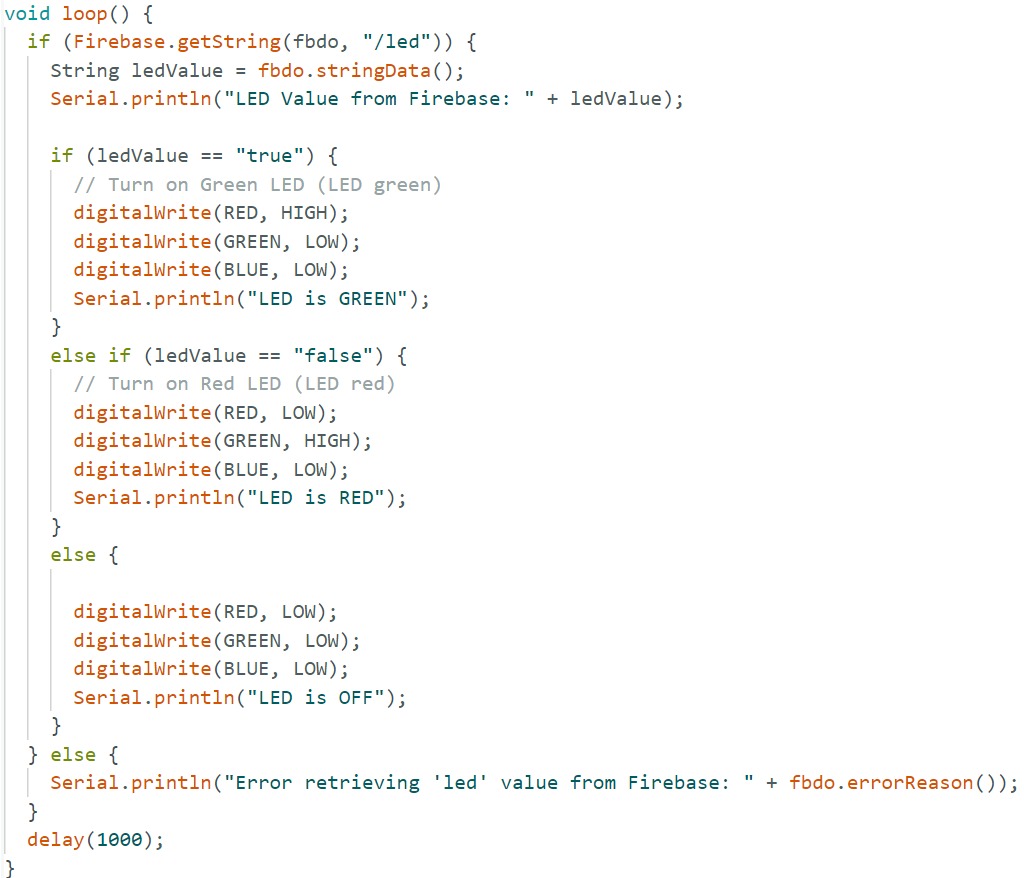 void loop() {
  if (Firebase.getString(fbdo, "/led")) {
    String ledValue = fbdo.stringData();
    Serial.println("LED Value from Firebase: " + ledValue);

    if (ledValue == "true") {
      // Turn on Green LED (LED green)
      digitalWrite(RED, HIGH);
      digitalWrite(GREEN, LOW);
      digitalWrite(BLUE, LOW);
      Serial.println("LED is GREEN");
    }
    else if (ledValue == "false") {
      // Turn on Red LED (LED red)
      digitalWrite(RED, LOW);
      digitalWrite(GREEN, HIGH);
      digitalWrite(BLUE, LOW);
      Serial.println("LED is RED");
    }
    else {

      digitalWrite(RED, LOW);
      digitalWrite(GREEN, LOW);
      digitalWrite(BLUE, LOW);
      Serial.println("LED is OFF");
    }
  } else {
    Serial.println("Error retrieving 'led' value from Firebase: " + fbdo.errorReason());
  }
  delay(1000);
}